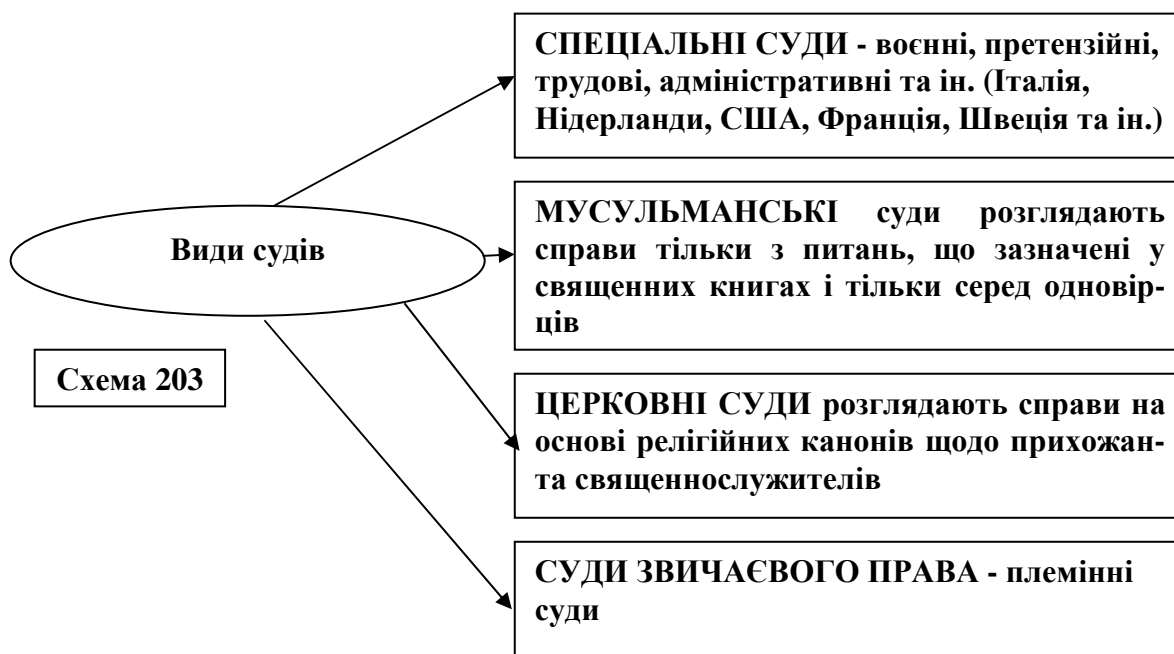 СПЕЦІАЛЬНІ СУДИ - воєнні, претензійні,
трудові, адміністративні та ін. (Італія,
Нідерланди, США, Франція, Швеція та ін.)
Види судів
МУСУЛЬМАНСЬКІ суди розглядають
справи тільки з питань, що зазначені у
священних книгах і тільки серед одновір-
ців
Схема 203
ЦЕРКОВНІ СУДИ розглядають справи на
основі релігійних канонів щодо прихожан-
та священнослужителів
СУДИ ЗВИЧАЄВОГО ПРАВА - племінні
суди